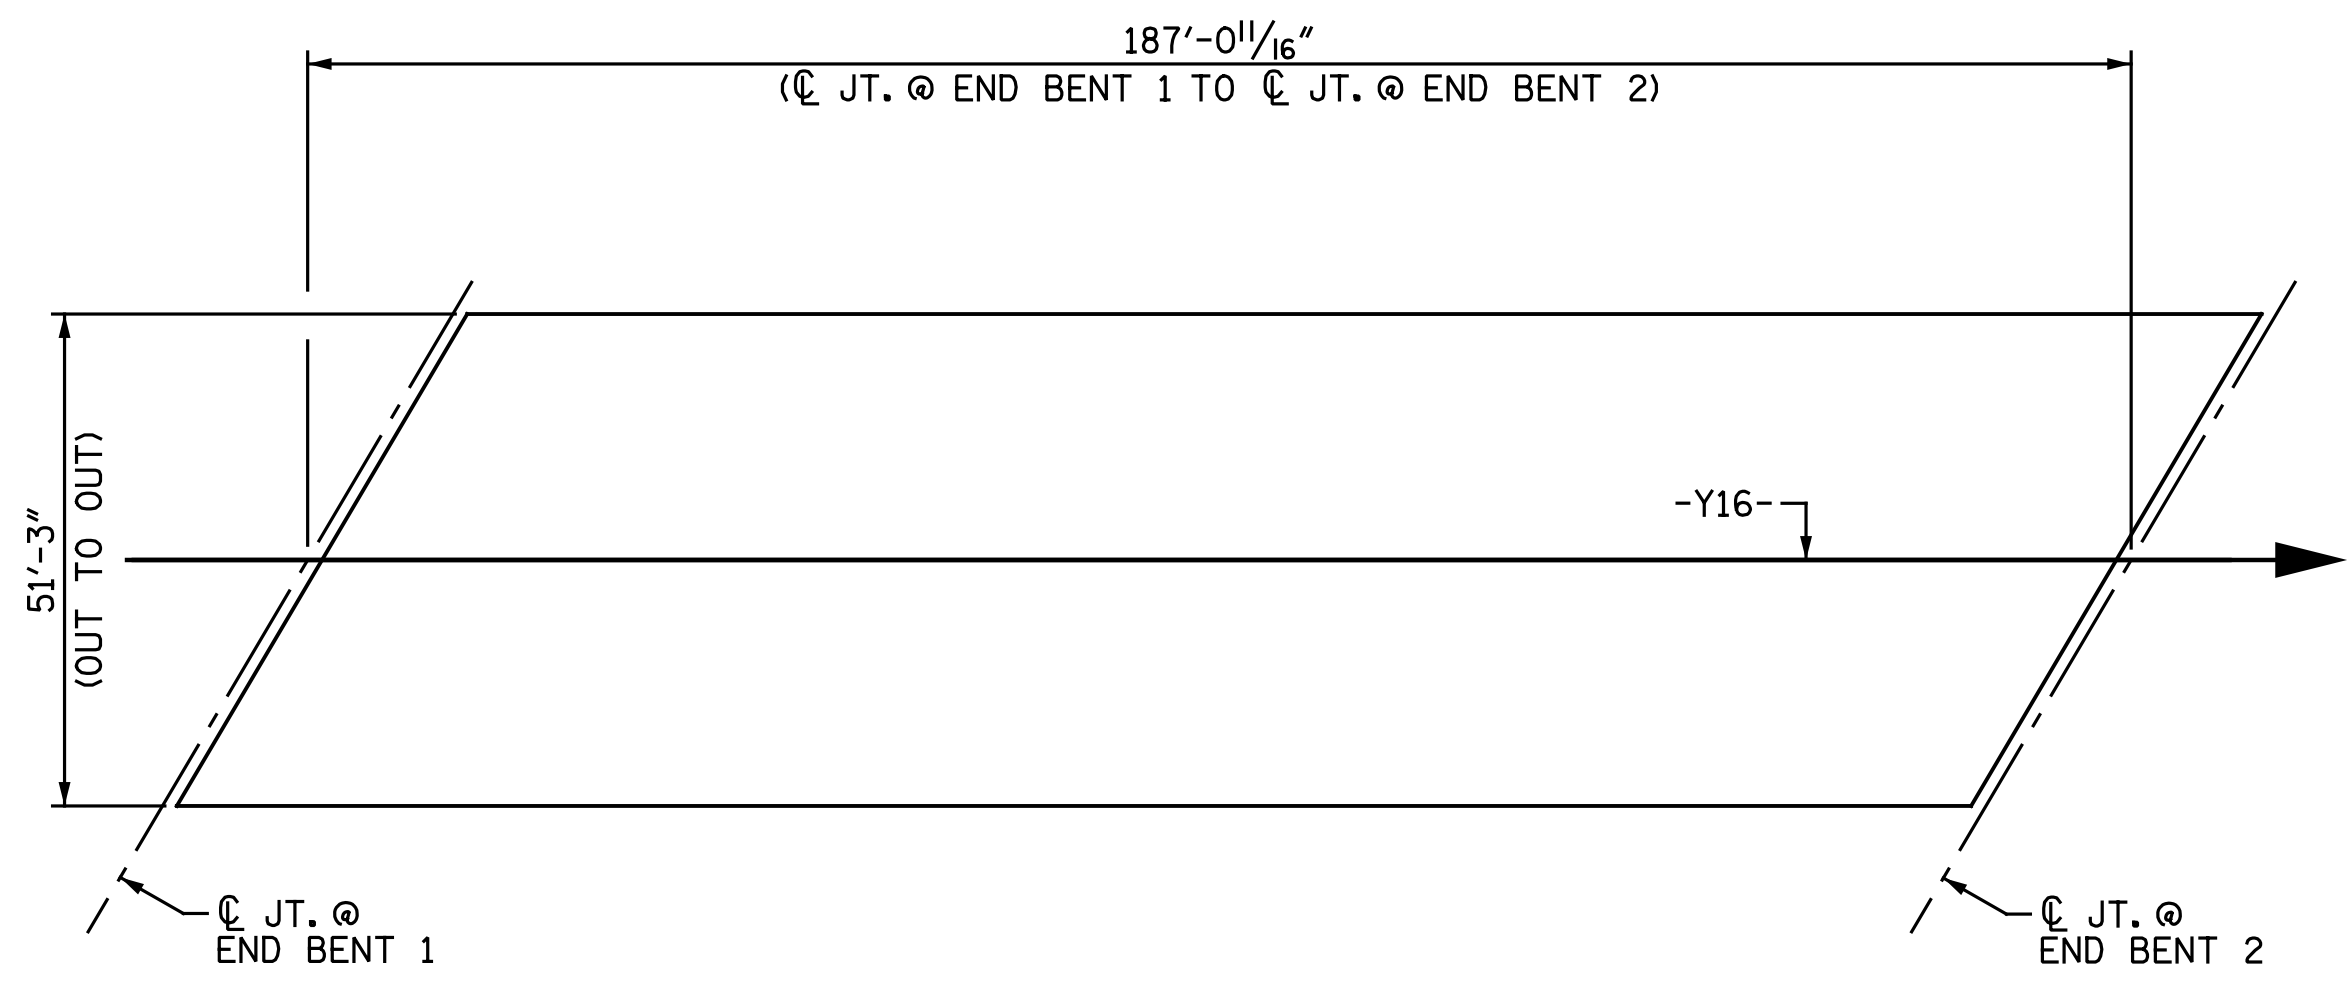 187'-0 11/16"
(℄ JT. @ END BENT 1 TO ℄ JT. @ END BENT 2)
51'-3"
(OUT TO OUT)
-Y16-
℄ JT. @
END BENT 1
℄ JT. @
END BENT 2